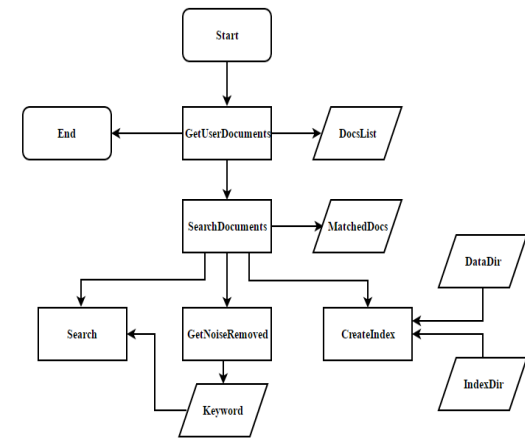 Start
End
GetUserDocuments
DocsList
SearchDocuments
MatchedDocs
DataDir
Search
GetNoiseRemoved
CreateIndex
IndexDir
Keyword